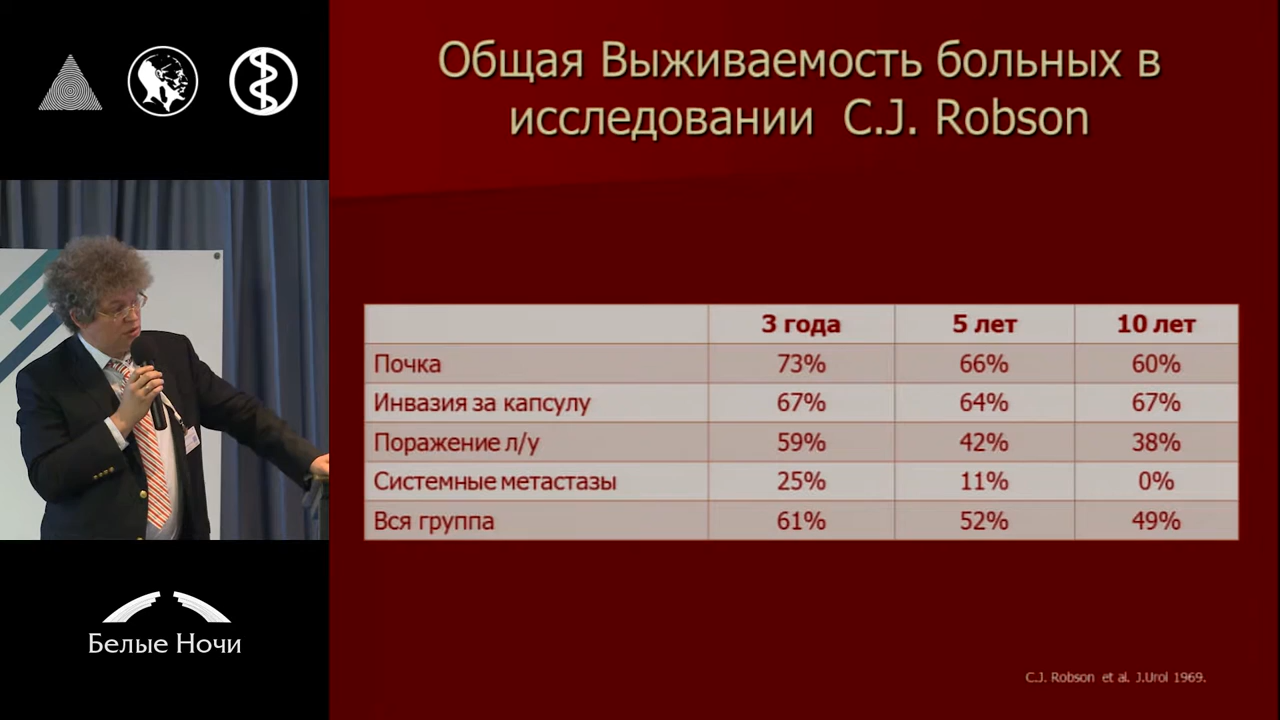 Общая Выживаемость больных в
исследовании C.J. Robson
3 года 5 лет 10 лет
Почка 73% 66% 60%
Инвазия за капсулу 67% 64% 67%
Поражение л/у 59% 42% 38%
Системные метастазы 25% 11% 0%
Вся группа 61% 52% 49%
C.J. Robson et al. J.Urol 1969.
Белые Ночи